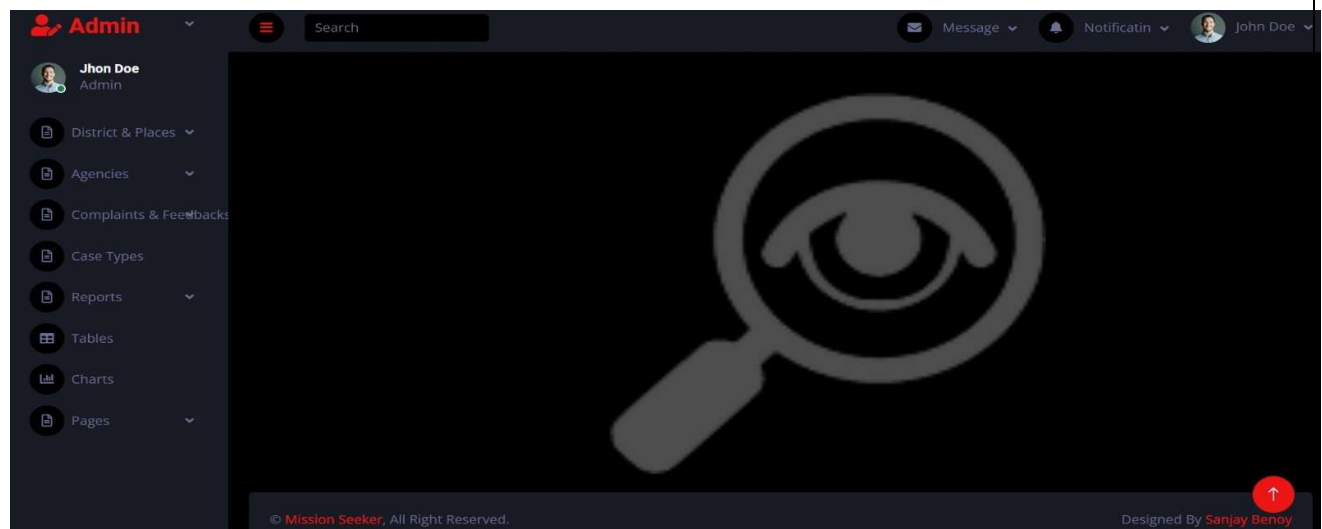 Admin
Search
Message
Notificatin
John Doe
Jhon Doe
Admin
District & Places
Agencies
Complaints & Feedbacks
Case Types
Reports
Tables
Charts
Pages
© Mission Seeker, All Right Reserved.
Designed By Sanjay Benoy